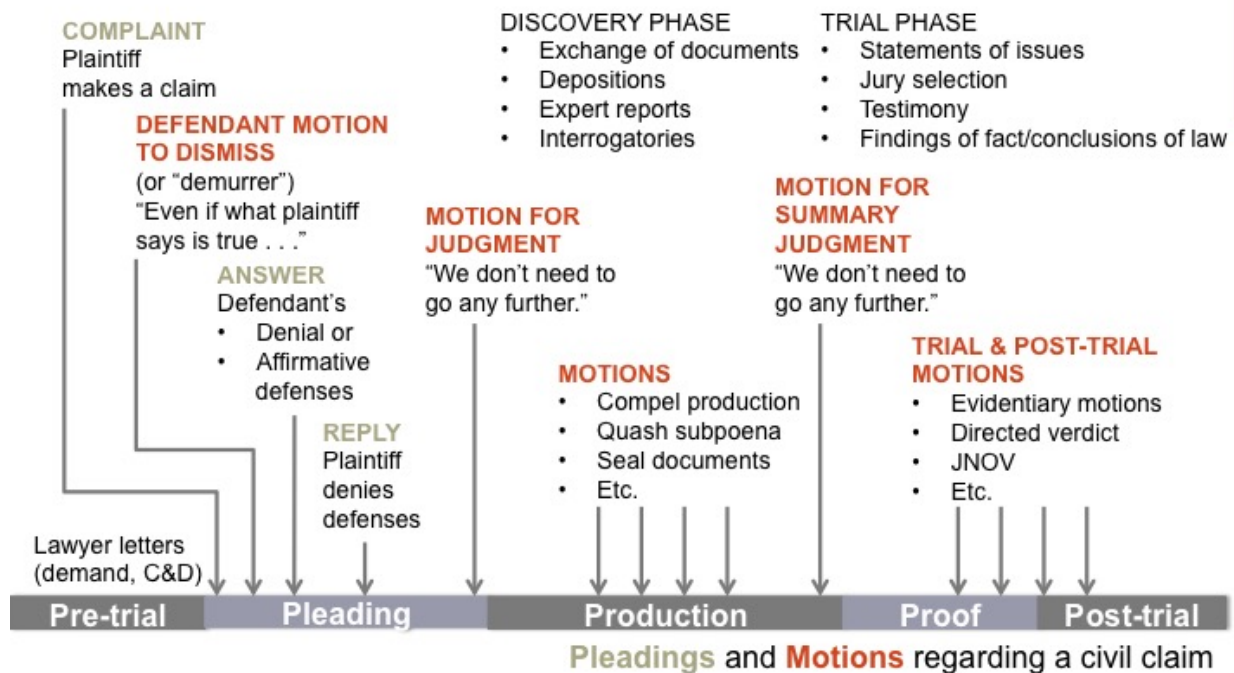 COMPLAINT
Plaintiff
makes a claim
DEFENDANT MOTION
TO DISMISS
(or “demurrer”)
“Even if what plaintiff
says is true . . .”
ANSWER
Defendant’s
• Denial or
• Affirmative
defenses
REPLY
Plaintiff
denies
defenses
Lawyer letters
(demand, C&D)
MOTION FOR
JUDGMENT
“We don’t need to
go any further.”
DISCOVERY PHASE
• Exchange of documents
• Depositions
• Expert reports
• Interrogatories
MOTIONS
• Compel production
• Quash subpoena
• Seal documents
• Etc.
TRIAL PHASE
• Statements of issues
• Jury selection
• Testimony
• Findings of fact/conclusions of law
MOTION FOR
SUMMARY
JUDGMENT
“We don’t need to
go any further.”
TRIAL & POST-TRIAL
MOTIONS
• Evidentiary motions
• Directed verdict
• JNOV
• Etc.
Pre-trial
Pleading
Production
Proof
Post-trial
Pleadings and Motions regarding a civil claim